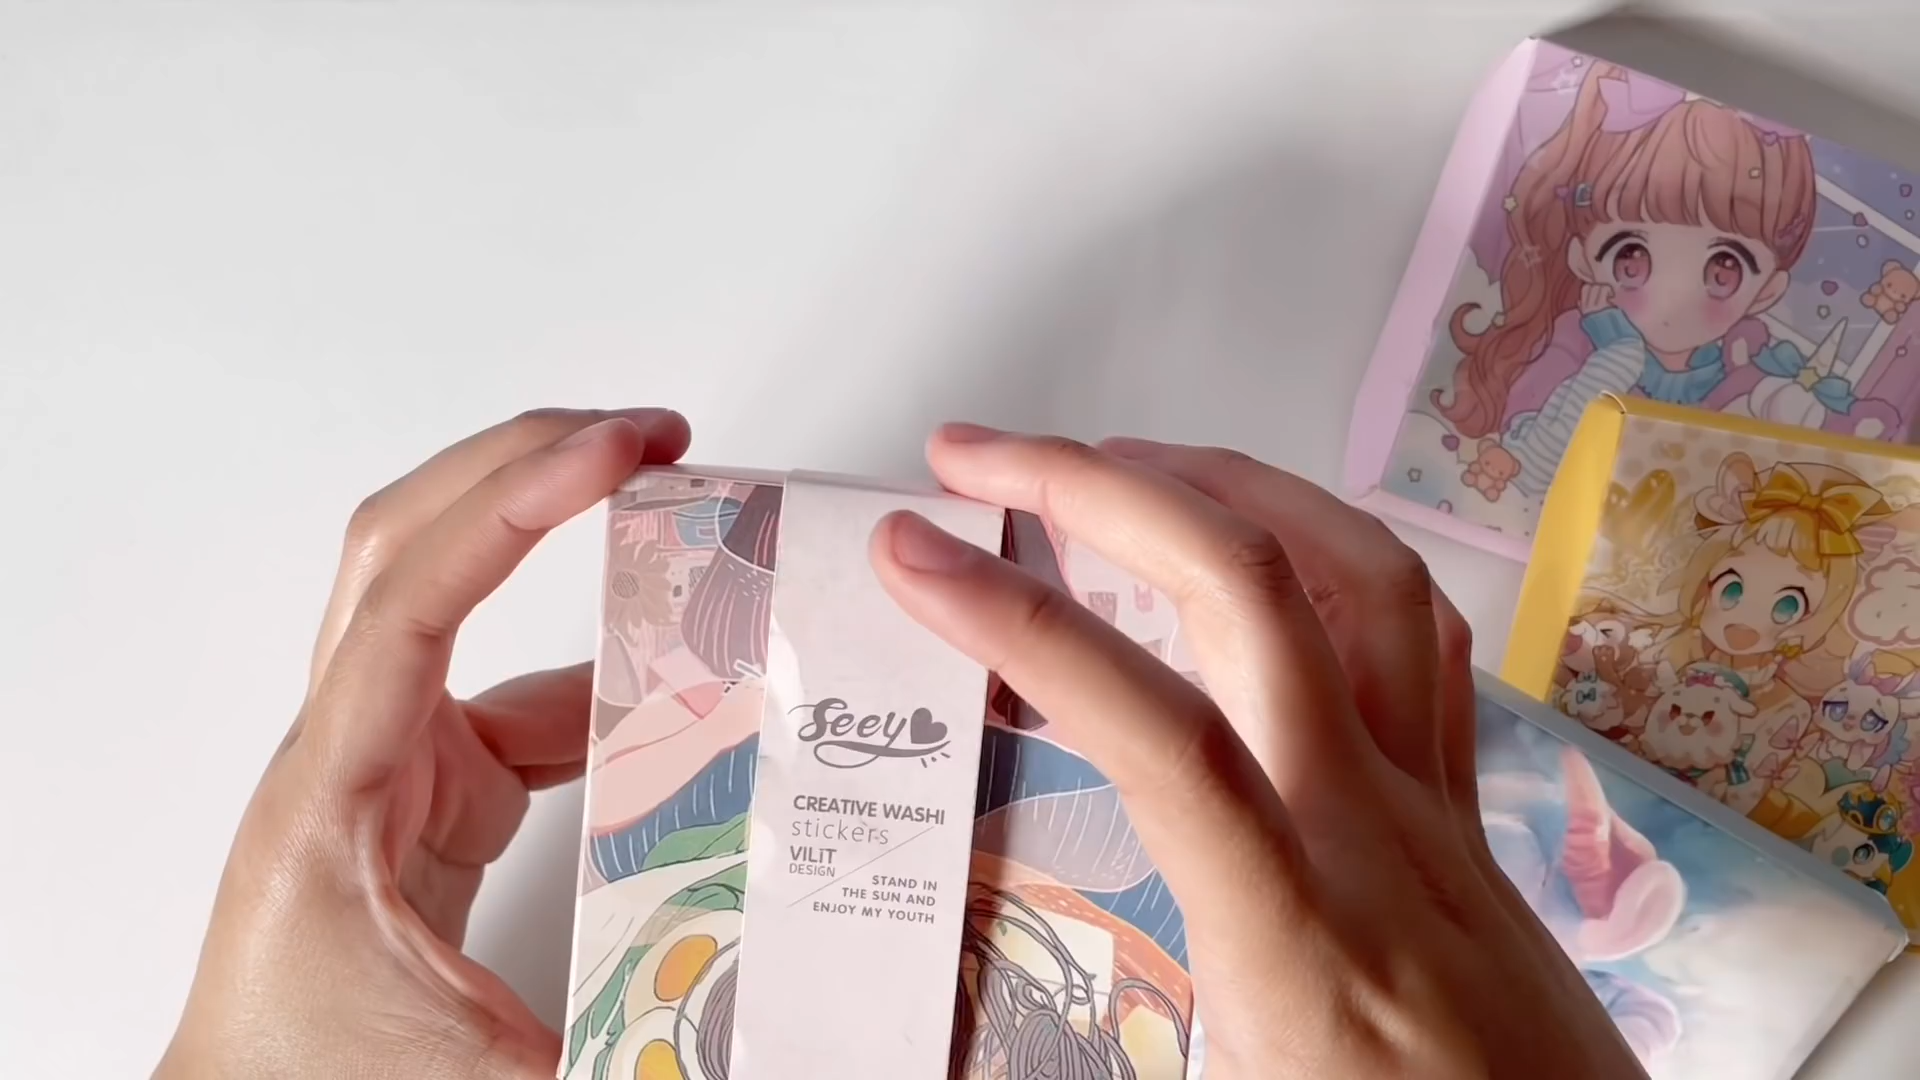 Seey
CREATIVE WASHI
stickers
VILIT
DESIGN
STAND IN
THE SUN AND
ENJOY MY YOUTH